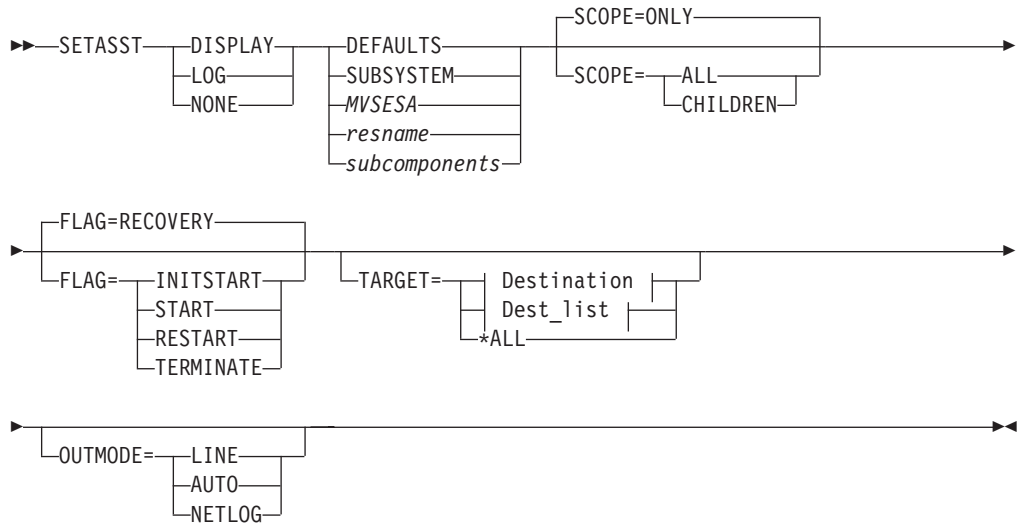 SCOPE=ONLY
SETASST DISPLAY DEFAULTS SCOPE= ALL
LOG SUBSYSTEM CHILDREN
NONE MVSESA
resname
subcomponents
FLAG=RECOVERY
FLAG= INITSTART TARGET= Destination
START Dest_list
RESTART *ALL
TERMINATE
OUTMODE= LINE
AUTO
NETLOG